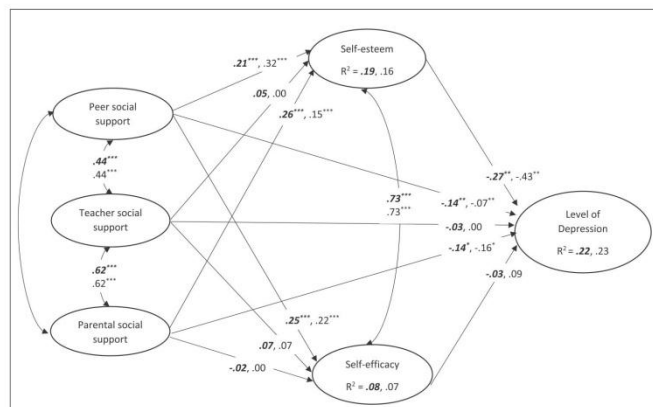 Self-esteem
R² = .19, .16
.21***, .32***
.05, .00
.26***, .15***
Peer social
support
.44***
.44***
Teacher social
support
.62***
.62***
Parental social
support
.73***
.73***
-.27**, -.43**
-.14**, -.07**
-.03, .00
-.14*, -.16*
Level of
Depression
R² = .22, .23
-.03, .09
.25***, .22***
.07, .07
-.02, .00
Self-efficacy
R² = .08, .07